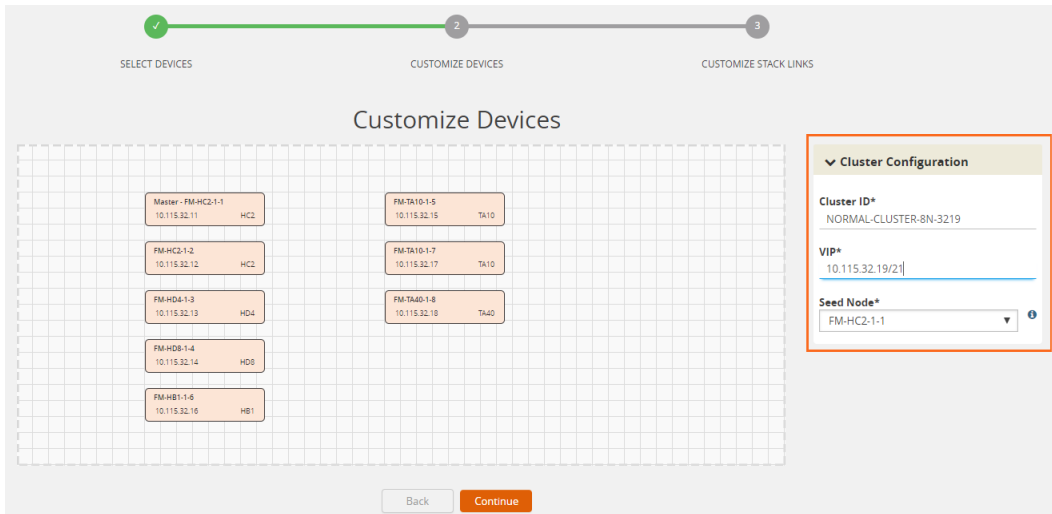 ✓ 2 3
SELECT DEVICES CUSTOMIZE DEVICES CUSTOMIZE STACK LINKS
Customize Devices
Master - FM-HC2-1-1
10.115.32.11 HC2
FM-HC2-1-2
10.115.32.12 HC2
FM-HD4-1-3
10.115.32.13 HD4
FM-HD8-1-4
10.115.32.14 HD8
FM-HB1-1-6
10.115.32.16 HB1
FM-TA10-1-5
10.115.32.15 TA10
FM-TA10-1-7
10.115.32.17 TA10
FM-TA40-1-8
10.115.32.18 TA40
Cluster Configuration
Cluster ID*
NORMAL-CLUSTER-8N-3219
VIP*
10.115.32.19/21
Seed Node*
FM-HC2-1-1
Back Continue